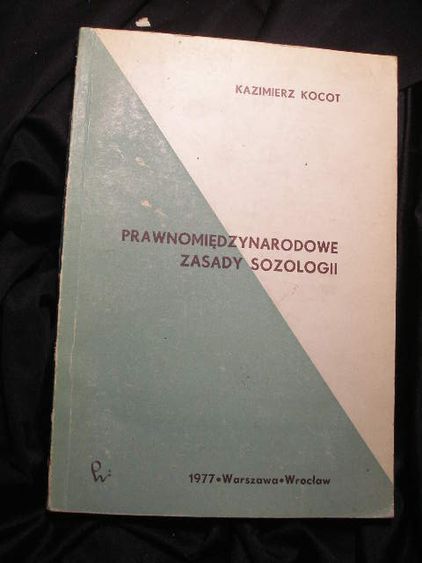 KAZIMIERZ KOCOT
PRAWNOMIĘDZYNARODOWE
ZASADY SOZOLOGII
1977•Warszawa•Wrocław